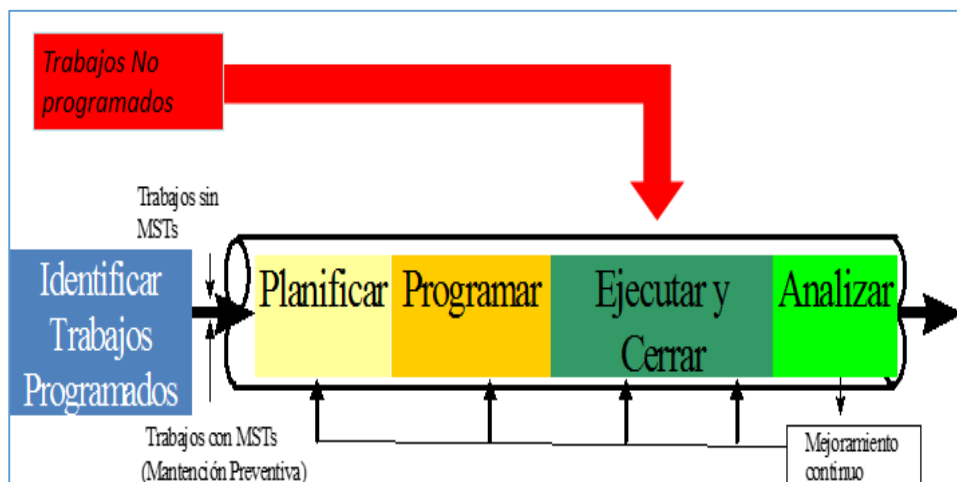 Trabajos No
programados
Trabajos sin
MSTs
Identificar
Trabajos
Programados
Planificar
Programar
Ejecutar y
Cerrar
Analizar
Trabajos con MSTs
(Mantención Preventiva)
Mejoramiento
continuo